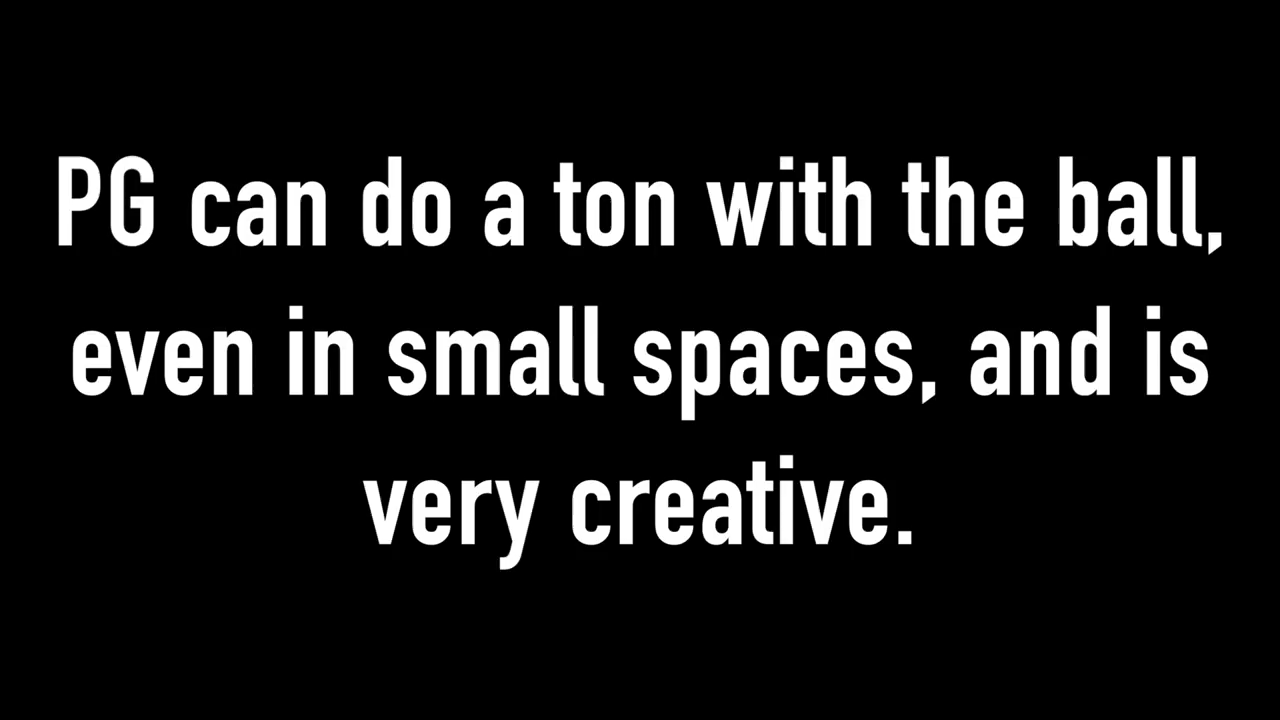 PG can do a ton with the ball,
even in small spaces, and is
very creative.